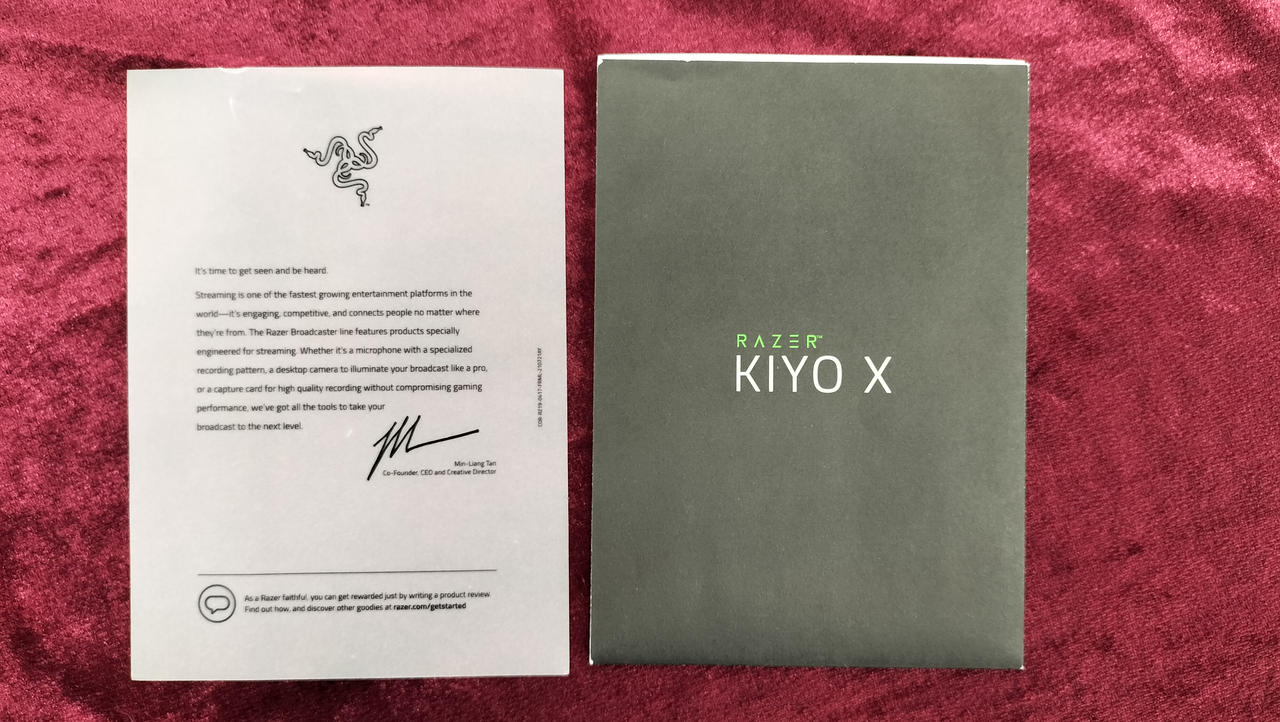 It's time to get seen and be heard.
Streaming is one of the fastest growing entertainment platforms in the
world—it's engaging, competitive, and connects people no matter where
they're from. The Razer Broadcaster line features products specially
engineered for streaming. Whether it's a microphone with a specialized
recording pattern, a desktop camera to illuminate your broadcast like a pro,
or a capture card for high quality recording without compromising gaming
performance, we've got all the tools to take your
broadcast to the next level.
Min-Liang Tan
Co-Founder, CEO and Creative Director
As a Razer faithful, you can get rewarded just by writing a product review.
Find out how, and discover other goodies at razer.com/getstarted
RAZER™
KIYO X